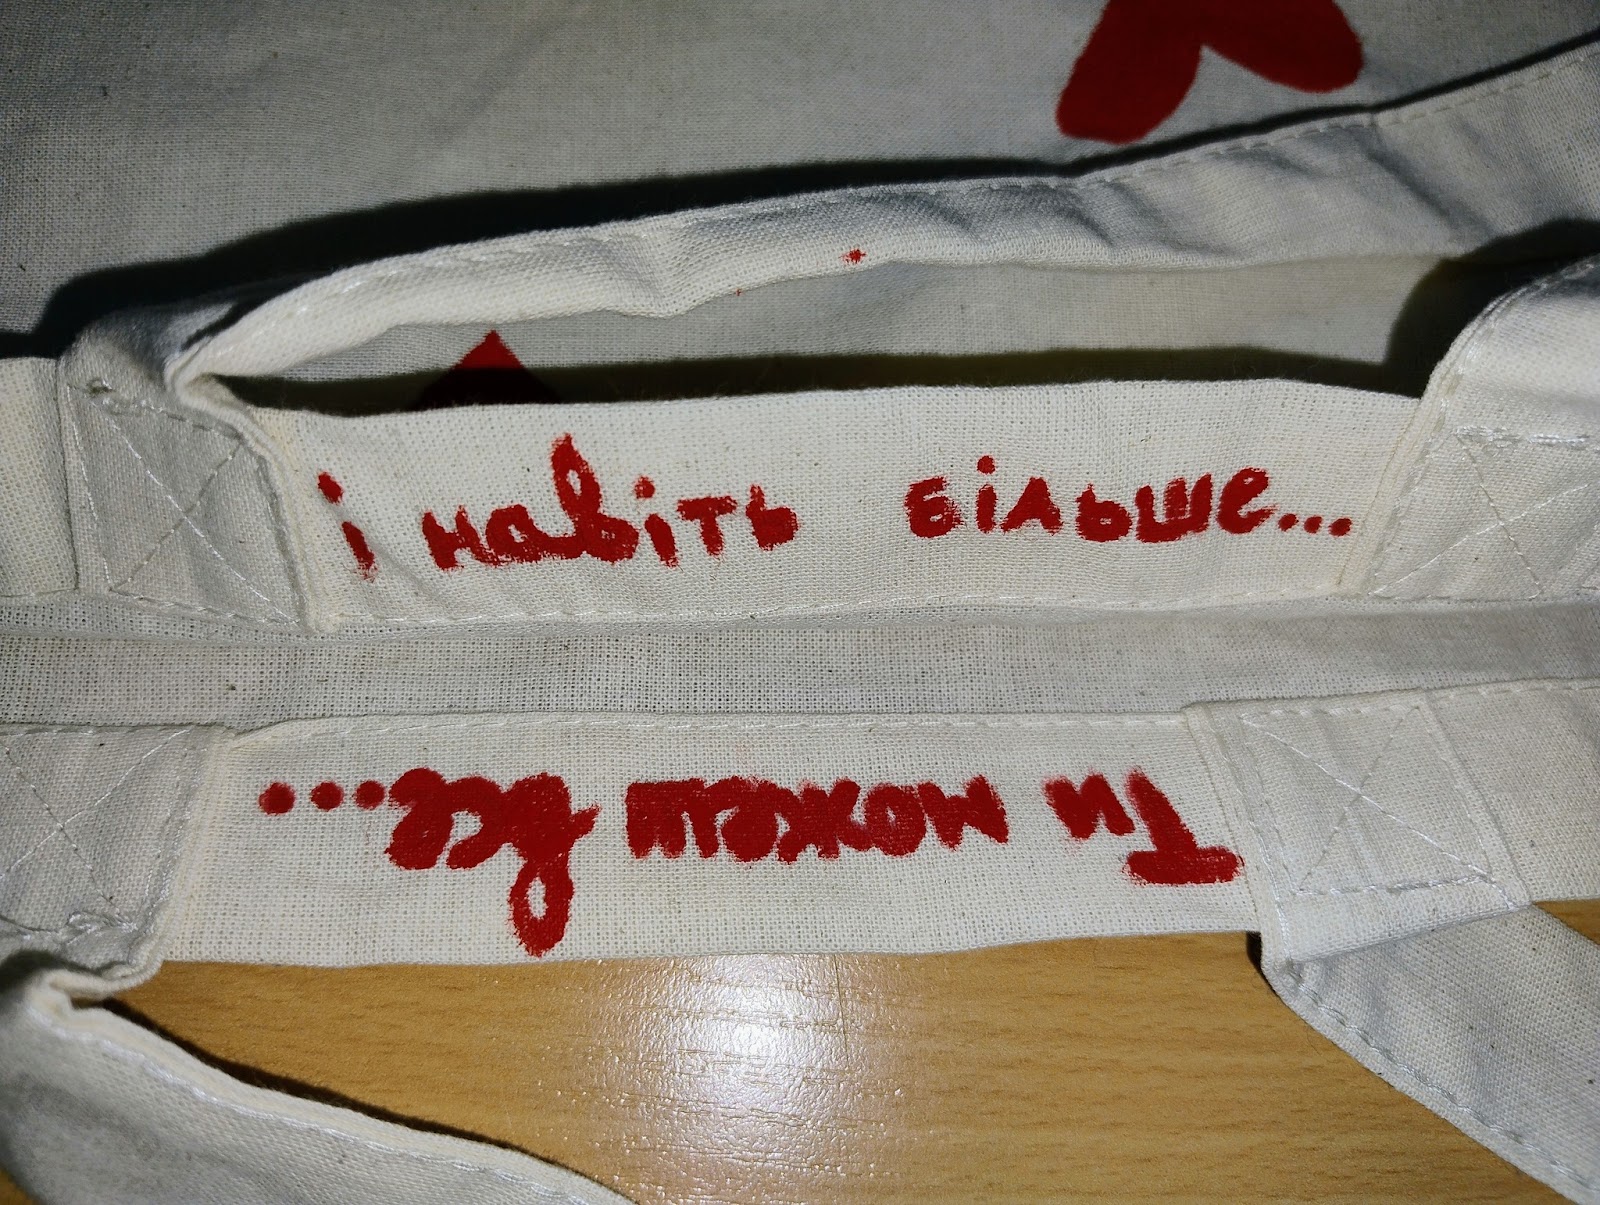 і навіть більше...
Ти можеш все...